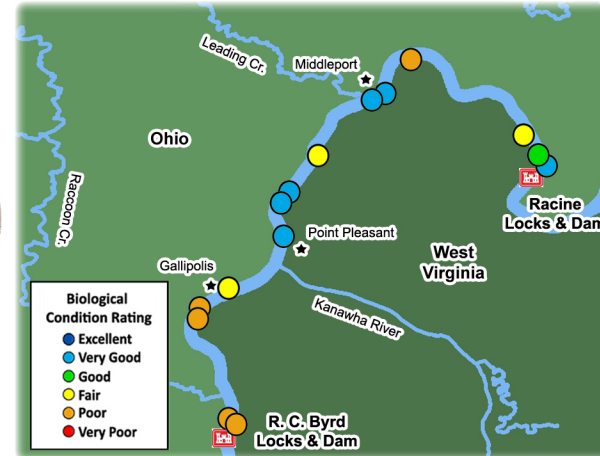 Leading Cr.
Middleport
Ohio
Raccoon Cr.
Racine
Locks & Dam
Point Pleasant
West
Virginia
Gallipolis
Kanawha River
Biological
Condition Rating
Excellent
Very Good
Good
Fair
Poor
Very Poor
R. C. Byrd
Locks & Dam